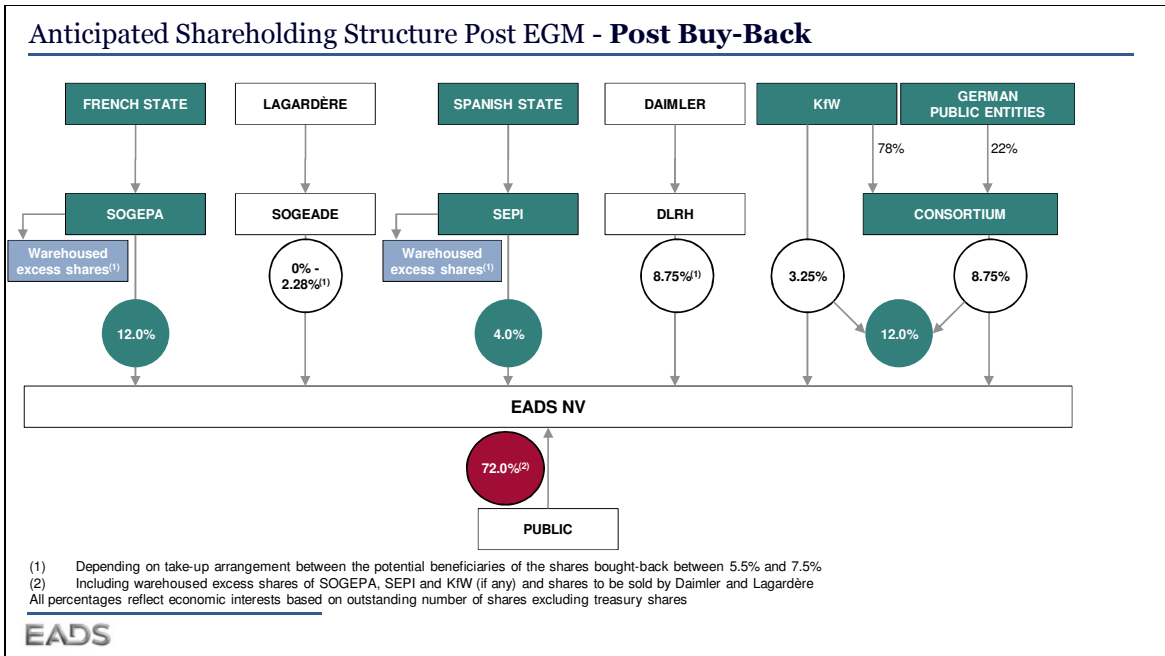 Anticipated Shareholding Structure Post EGM - Post Buy-Back
FRENCH STATE
LAGARDÈRE
SPANISH STATE
DAIMLER
KfW
GERMAN
PUBLIC ENTITIES
78%
22%
SOGEPA
SOGEADE
SEPI
DLRH
CONSORTIUM
Warehoused
excess shares(1)
0% -
2.28%(1)
Warehoused
excess shares(1)
8.75%(1)
3.25%
8.75%
12.0%
4.0%
12.0%
EADS NV
72.0%(2)
PUBLIC
(1) Depending on take-up arrangement between the potential beneficiaries of the shares bought-back between 5.5% and 7.5%
(2) Including warehoused excess shares of SOGEPA, SEPI and KfW (if any) and shares to be sold by Daimler and Lagardère
All percentages reflect economic interests based on outstanding number of shares excluding treasury shares
EADS